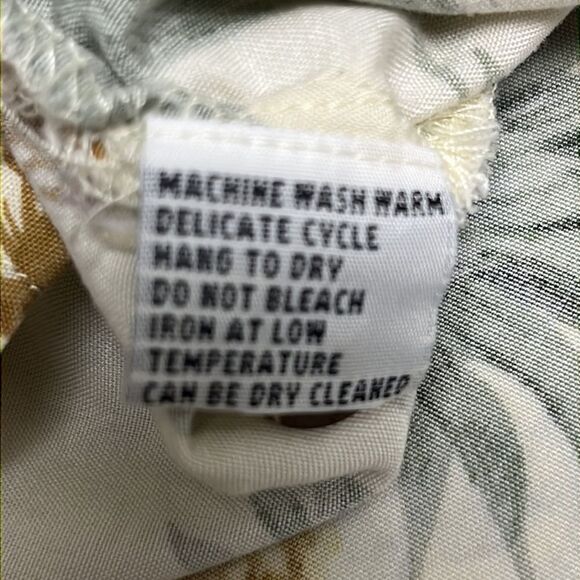 MACHINE WASH WARM
DELICATE CYCLE
HANG TO DRY
DO NOT BLEACH
IRON AT LOW
TEMPERATURE
CAN BE DRY CLEANED